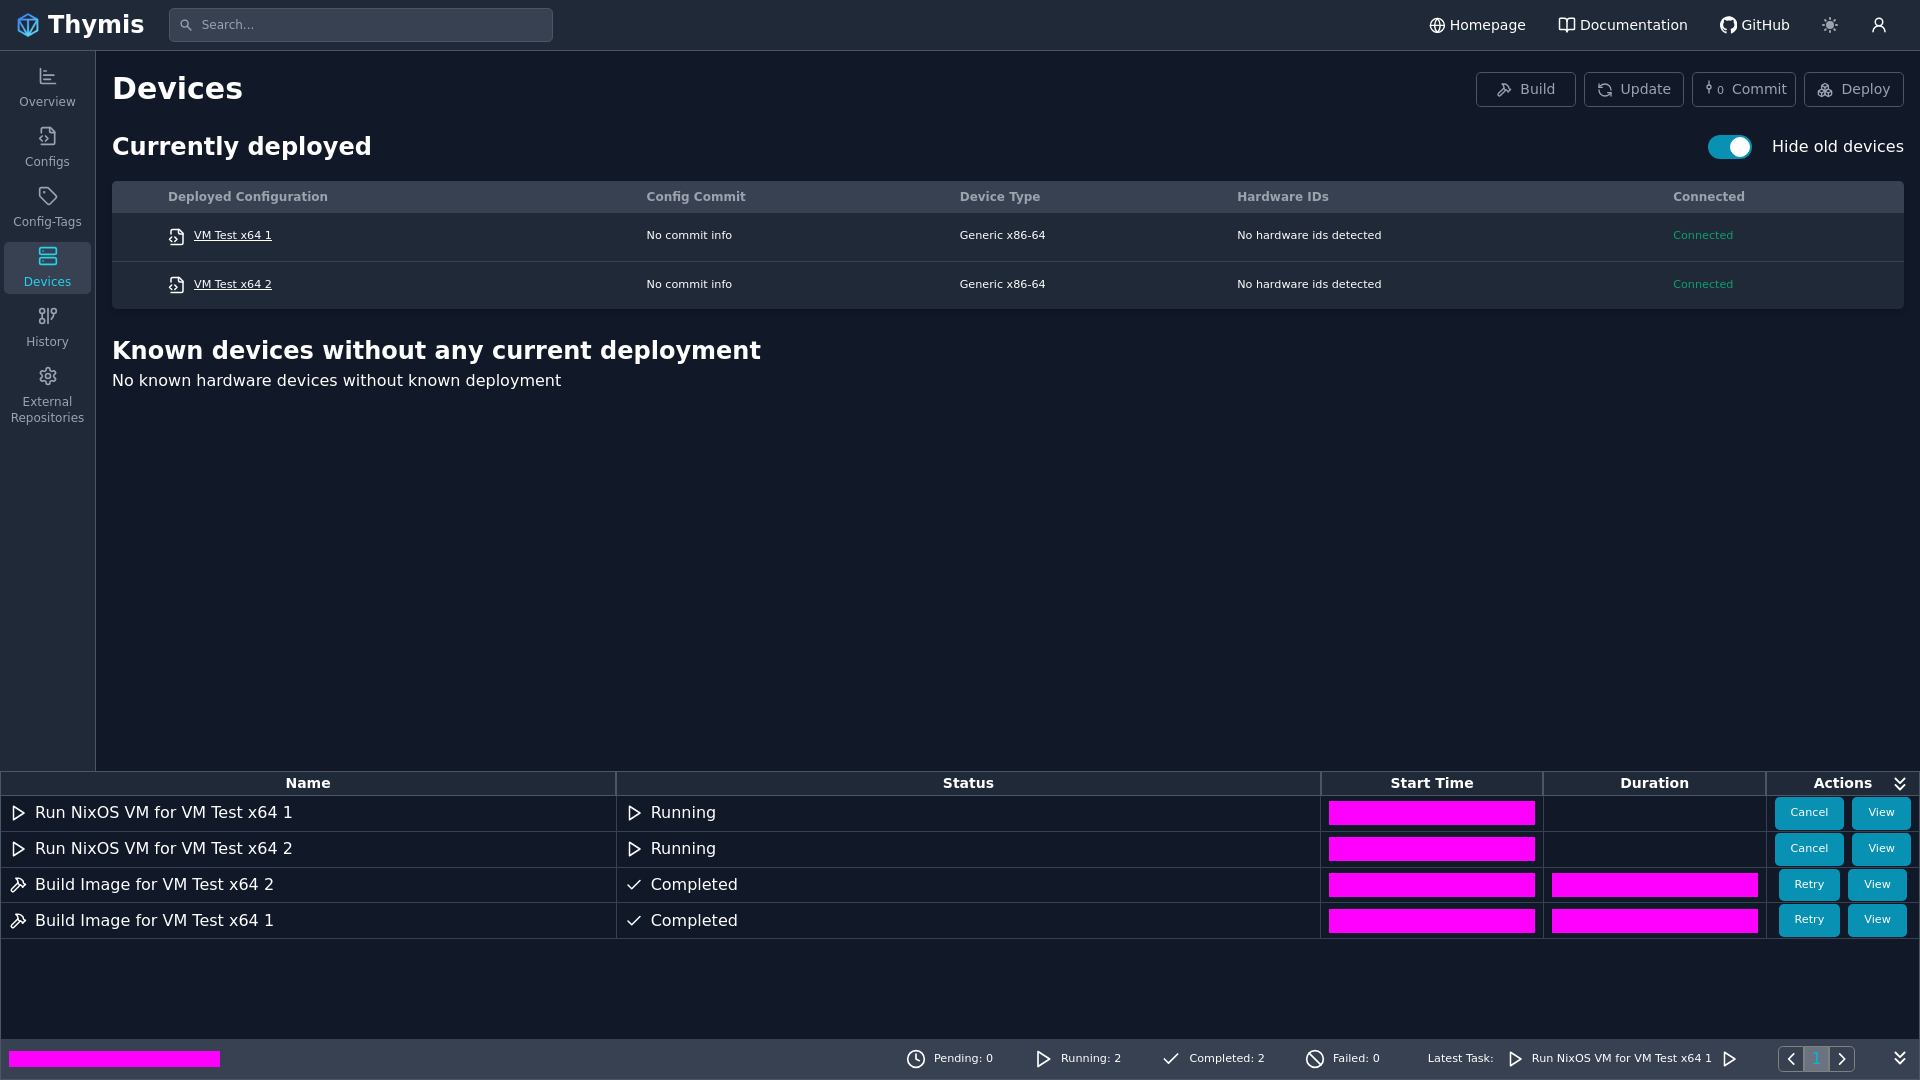 Thymis
Search...
Homepage
Documentation
GitHub
Overview
Configs
Config-Tags
Devices
History
External
Repositories
Devices
Build
Update
0 Commit
Deploy
Currently deployed
Hide old devices
Deployed Configuration Config Commit Device Type Hardware IDs Connected
VM Test x64 1 No commit info Generic x86-64 No hardware ids detected Connected
VM Test x64 2 No commit info Generic x86-64 No hardware ids detected Connected
Known devices without any current deployment
No known hardware devices without known deployment
Name Status Start Time Duration Actions
Run NixOS VM for VM Test x64 1 Running Cancel View
Run NixOS VM for VM Test x64 2 Running Cancel View
Build Image for VM Test x64 2 Completed Retry View
Build Image for VM Test x64 1 Completed Retry View
Pending: 0 Running: 2 Completed: 2 Failed: 0 Latest Task: Run NixOS VM for VM Test x64 1 1